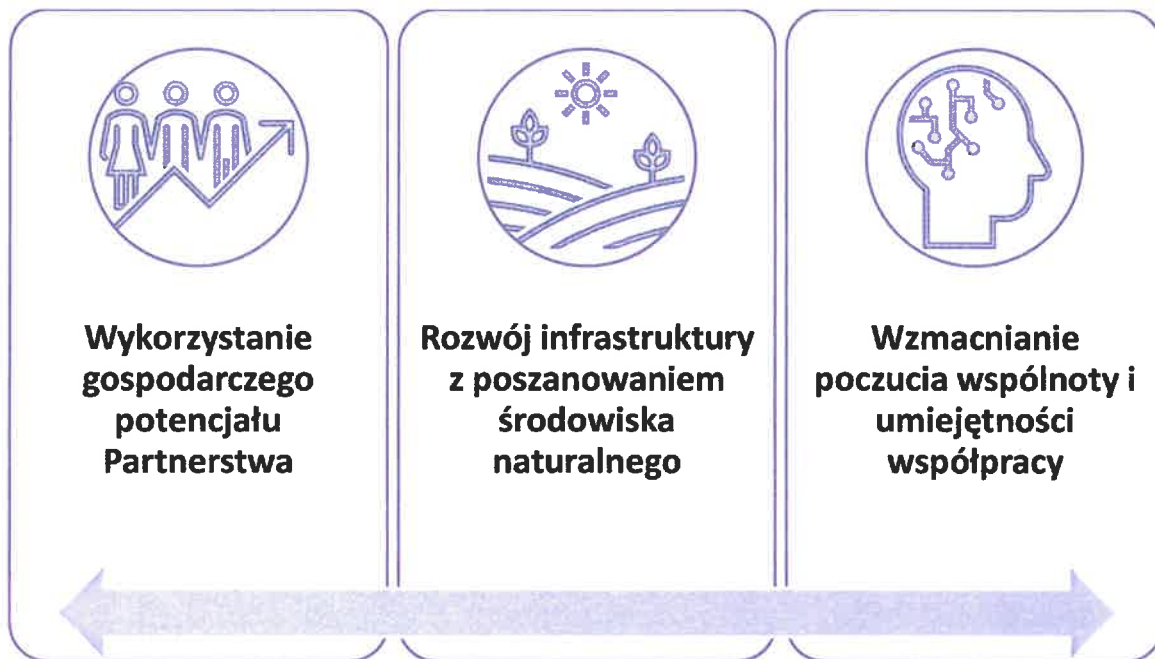 Wykorzystanie
gospodarczego
potencjału
Partnerstwa
Rozwój infrastruktury
z poszanowaniem
środowiska
naturalnego
Wzmacnianie
poczucia wspólnoty i
umiejętności
współpracy